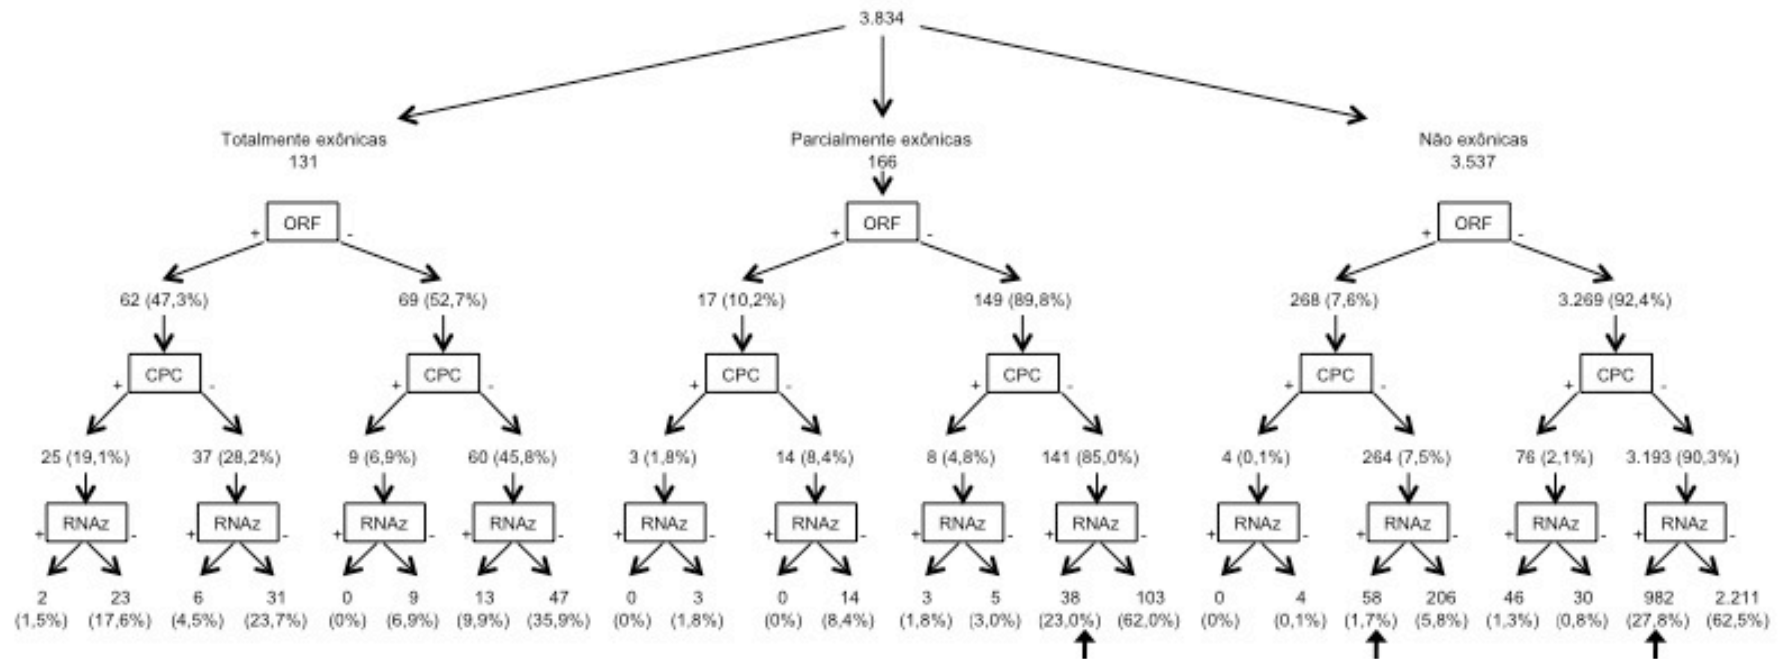 3.834
Totalmente exônicas Parcialmente exônicas Não exônicas
131 166 3.537
ORF ORF ORF
+ - + - + -
62 (47,3%) 69 (52,7%) 17 (10,2%) 149 (89,8%) 268 (7,6%) 3.269 (92,4%)
CPC CPC CPC CPC CPC CPC
+ - + - + - + - + - + -
25 (19,1%) 37 (28,2%) 9 (6,9%) 60 (45,8%) 3 (1,8%) 14 (8,4%) 8 (4,8%) 141 (85,0%) 4 (0,1%) 264 (7,5%) 76 (2,1%) 3.193 (90,3%)
RNAz RNAz RNAz RNAz RNAz RNAz RNAz RNAz RNAz RNAz RNAz RNAz
+ - + - + - + - + - + - + - + - + - + - + - + -
2 23 6 31 0 9 13 47 0 3 0 14 3 5 38 103 0 4 58 206 46 30 982 2.211
(1,5%) (17,6%) (4,5%) (23,7%) (0%) (6,9%) (9,9%) (35,9%) (0%) (1,8%) (0%) (8,4%) (1,8%) (3,0%) (23,0%) (62,0%) (0%) (0,1%) (1,7%) (5,8%) (1,3%) (0,8%) (27,8%) (62,5%)